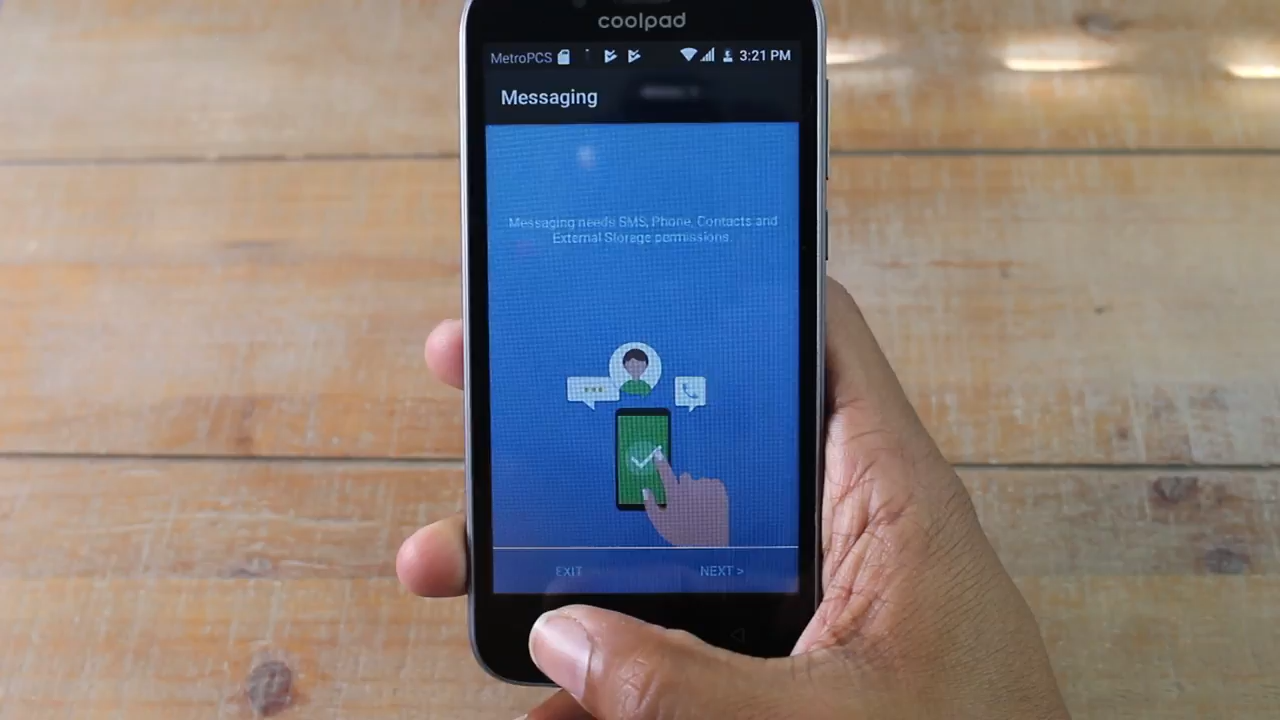 coolpad
MetroPCS 3:21 PM
Messaging
Messaging needs SMS, Phone, Contacts and
External Storage permissions.
EXIT NEXT >